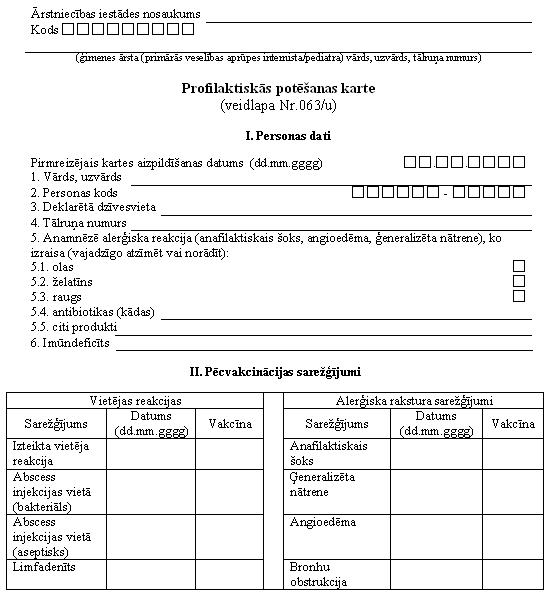 Ārstniecības iestādes nosaukums
Kods
(ģimenes ārsta (primārās veselības aprūpes internista/pediatra) vārds, uzvārds, tālruņa numurs)
Profilaktiskās potēšanas karte
(veidlapa Nr.063/u)
I. Personas dati
Pirmreizējais kartes aizpildīšanas datums (dd.mm.gggg)
1. Vārds, uzvārds
2. Personas kods -
3. Deklarētā dzīvesvieta
4. Tālruņa numurs
5. Anamnēzē alerģiska reakcija (anafilaktiskais šoks, angioedēma, ģeneralizēta nātrene), ko
izraisa (vajadzīgo atzīmēt vai norādīt):
5.1. olas
5.2. želatīns
5.3. raugs
5.4. antibiotikas (kādas)
5.5. citi produkti
6. Imūndeficīts
II. Pēcvakcinācijas sarežģījumi
Vietējas reakcijas Alerģiska rakstura sarežģījumi
Sarežģījums Datums (dd.mm.gggg) Vakcīna Sarežģījums Datums (dd.mm.gggg) Vakcīna
Izteikta vietēja Anafilaktiskais
reakcija šoks
Abscess Ģeneralizēta
injekcijas vietā nātrene
(bakteriāls)
Abscess Angioedēma
injekcijas vietā
(aseptisks)
Limfadenīts Bronhu
obstrukcija